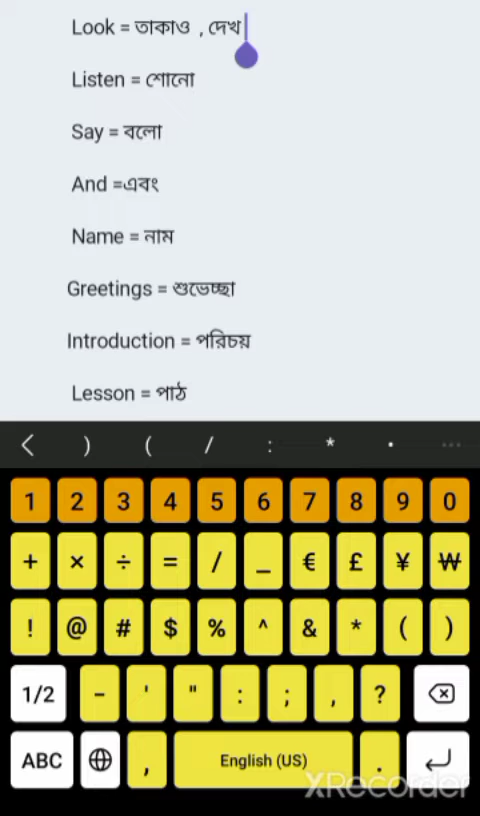 Look = তাকাও , দেখ
Listen = শোনো
Say = বলো
And =এবং
Name = নাম
Greetings = শুভেচ্ছা
Introduction = পরিচয়
Lesson = পাঠ
) ( / : * •
1 2 3 4 5 6 7 8 9 0
+ × ÷ = / _ € £ ¥ ₩
! @ # $ % ^ & * ( )
1/2 - ' " : ; , ?
ABC , English (US) .
XRecorder